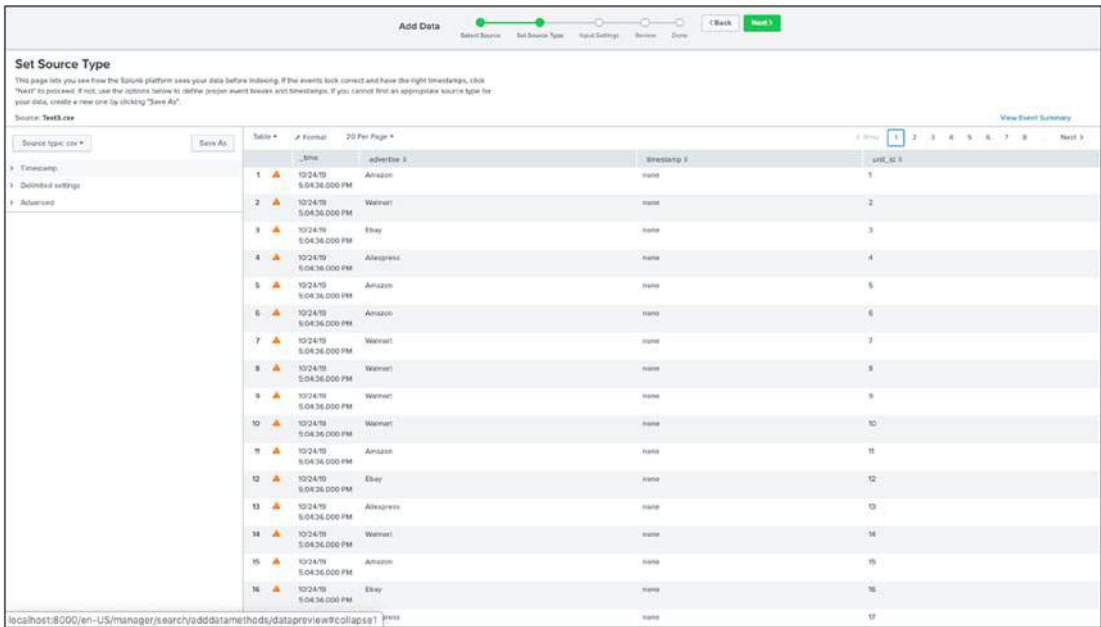 Add Data
Select Source Set Source Type Input Settings Review Done
< Back Next >
Set Source Type
This page lets you see how the Splunk platform sees your data before indexing. If the events look correct and have the right timestamps, click
"Next" to proceed. If not, use the options below to define proper event breaks and timestamps. If you cannot find an appropriate source type for
your data, create a new one by clicking "Save As".
Source: Test3.csv
View Event Summary
Source type: csv Save As
Table Format 20 Per Page
< Prev 1 2 3 4 5 6 7 8 ... Next >
> Timestamp
> Delimited settings
> Advanced
_time advertise timestamp unit_id
1 10/24/19 Amazon none 1
5:04:36.000 PM
2 10/24/19 Walmart none 2
5:04:36.000 PM
3 10/24/19 Ebay none 3
5:04:36.000 PM
4 10/24/19 Aliexpress none 4
5:04:36.000 PM
5 10/24/19 Amazon none 5
5:04:36.000 PM
6 10/24/19 Amazon none 6
5:04:36.000 PM
7 10/24/19 Walmart none 7
5:04:36.000 PM
8 10/24/19 Walmart none 8
5:04:36.000 PM
9 10/24/19 Walmart none 9
5:04:36.000 PM
10 10/24/19 Walmart none 10
5:04:36.000 PM
11 10/24/19 Amazon none 11
5:04:36.000 PM
12 10/24/19 Ebay none 12
5:04:36.000 PM
13 10/24/19 Aliexpress none 13
5:04:36.000 PM
14 10/24/19 Walmart none 14
5:04:36.000 PM
15 10/24/19 Amazon none 15
5:04:36.000 PM
16 10/24/19 Ebay none 16
5:04:36.000 PM
localhost:8000/en-US/manager/search/adddatamethods/datapreview#collapse1 press none 17